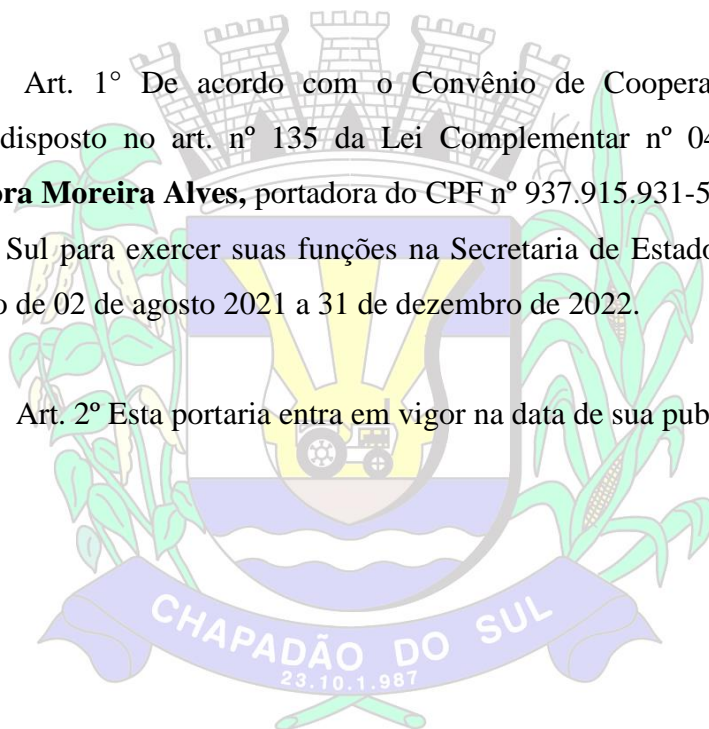 Art. 1° De acordo com o Convênio de Coopera
disposto no art. nº 135 da Lei Complementar nº 04
ora Moreira Alves, portadora do CPF nº 937.915.931-5
Sul para exercer suas funções na Secretaria de Estado
o de 02 de agosto 2021 a 31 de dezembro de 2022.
Art. 2º Esta portaria entra em vigor na data de sua pub
CHAPADÃO DO SUL
23.10.1.987